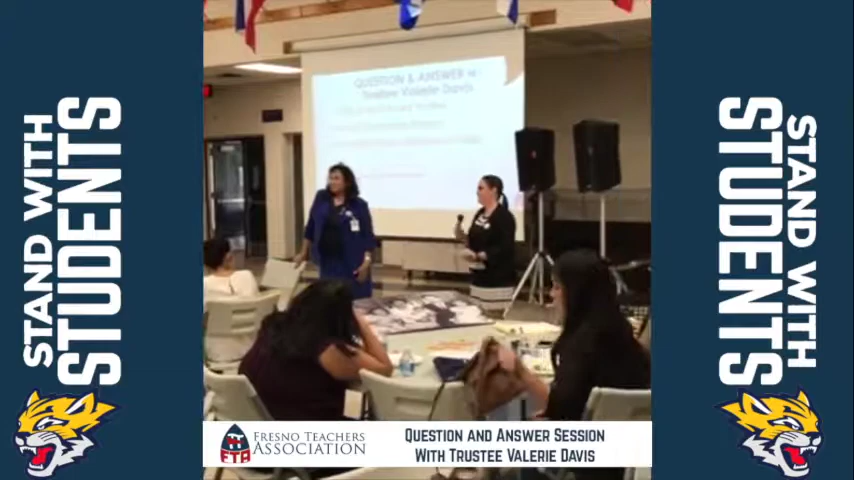 STAND WITH
STUDENTS
QUESTION & ANSWER w/
Trustee Valerie Davis
FTA
FRESNO TEACHERS
ASSOCIATION
QUESTION AND ANSWER SESSION
WITH TRUSTEE VALERIE DAVIS
STAND WITH
STUDENTS